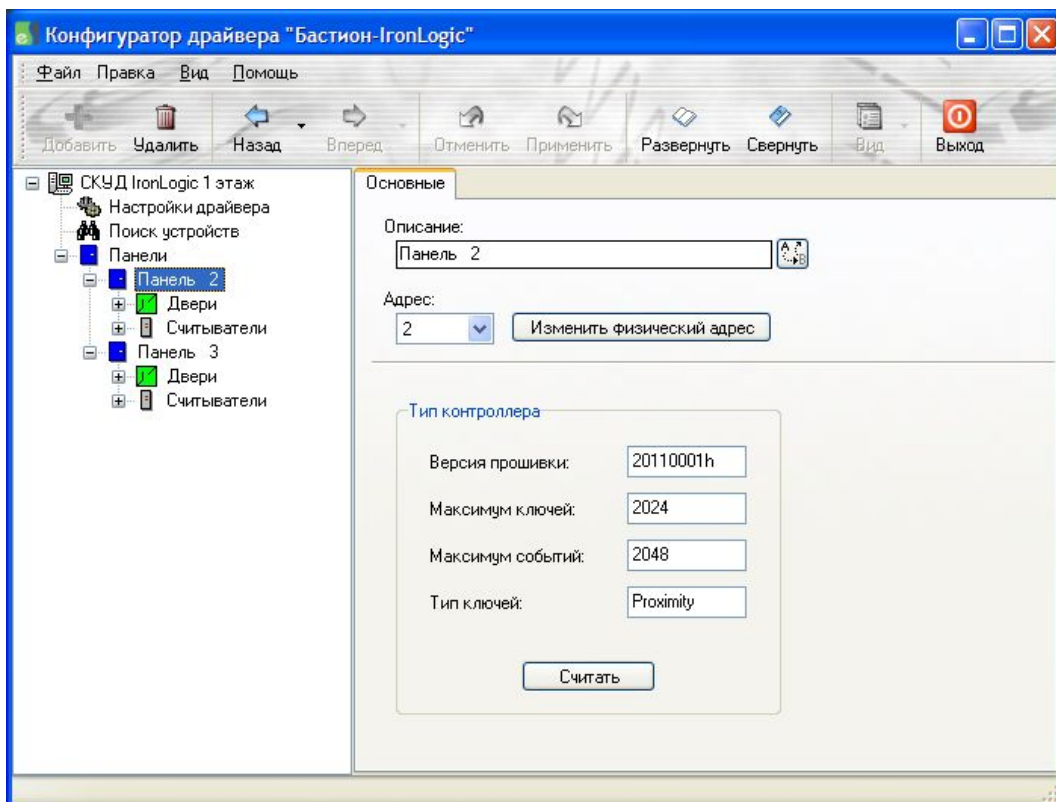 Конфигуратор драйвера "Бастион-IronLogic"
Файл Правка Вид Помощь
Добавить Удалить Назад Вперед Отменить Применить Развернуть Свернуть Вид Выход
СКУД IronLogic 1 этаж
Настройки драйвера
Поиск устройств
Панели
Панель 2
Двери
Считыватели
Панель 3
Двери
Считыватели
Основные
Описание:
Панель 2
Адрес:
2 Изменить физический адрес
Тип контроллера
Версия прошивки: 20110001h
Максимум ключей: 2024
Максимум событий: 2048
Тип ключей: Proximity
Считать